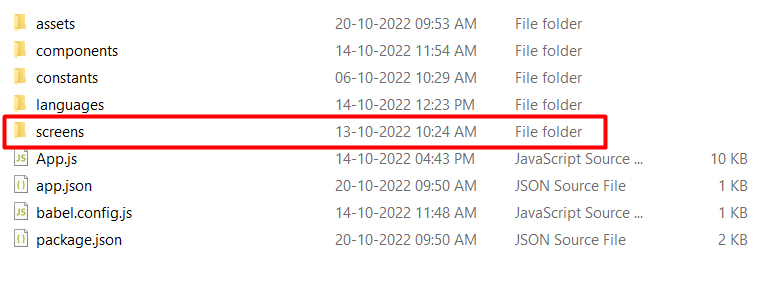 assets 20-10-2022 09:53 AM File folder
components 14-10-2022 11:54 AM File folder
constants 06-10-2022 10:29 AM File folder
languages 14-10-2022 12:23 PM File folder
screens 13-10-2022 10:24 AM File folder
App.js 14-10-2022 04:43 PM JavaScript Source ... 10 KB
app.json 20-10-2022 09:50 AM JSON Source File 1 KB
babel.config.js 14-10-2022 11:48 AM JavaScript Source ... 1 KB
package.json 20-10-2022 09:50 AM JSON Source File 2 KB